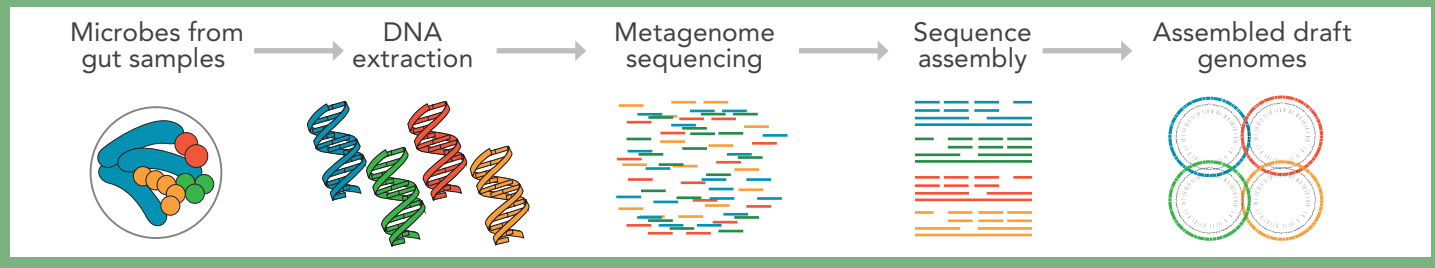 Microbes from
gut samples
DNA
extraction
Metagenome
sequencing
Sequence
assembly
Assembled draft
genomes